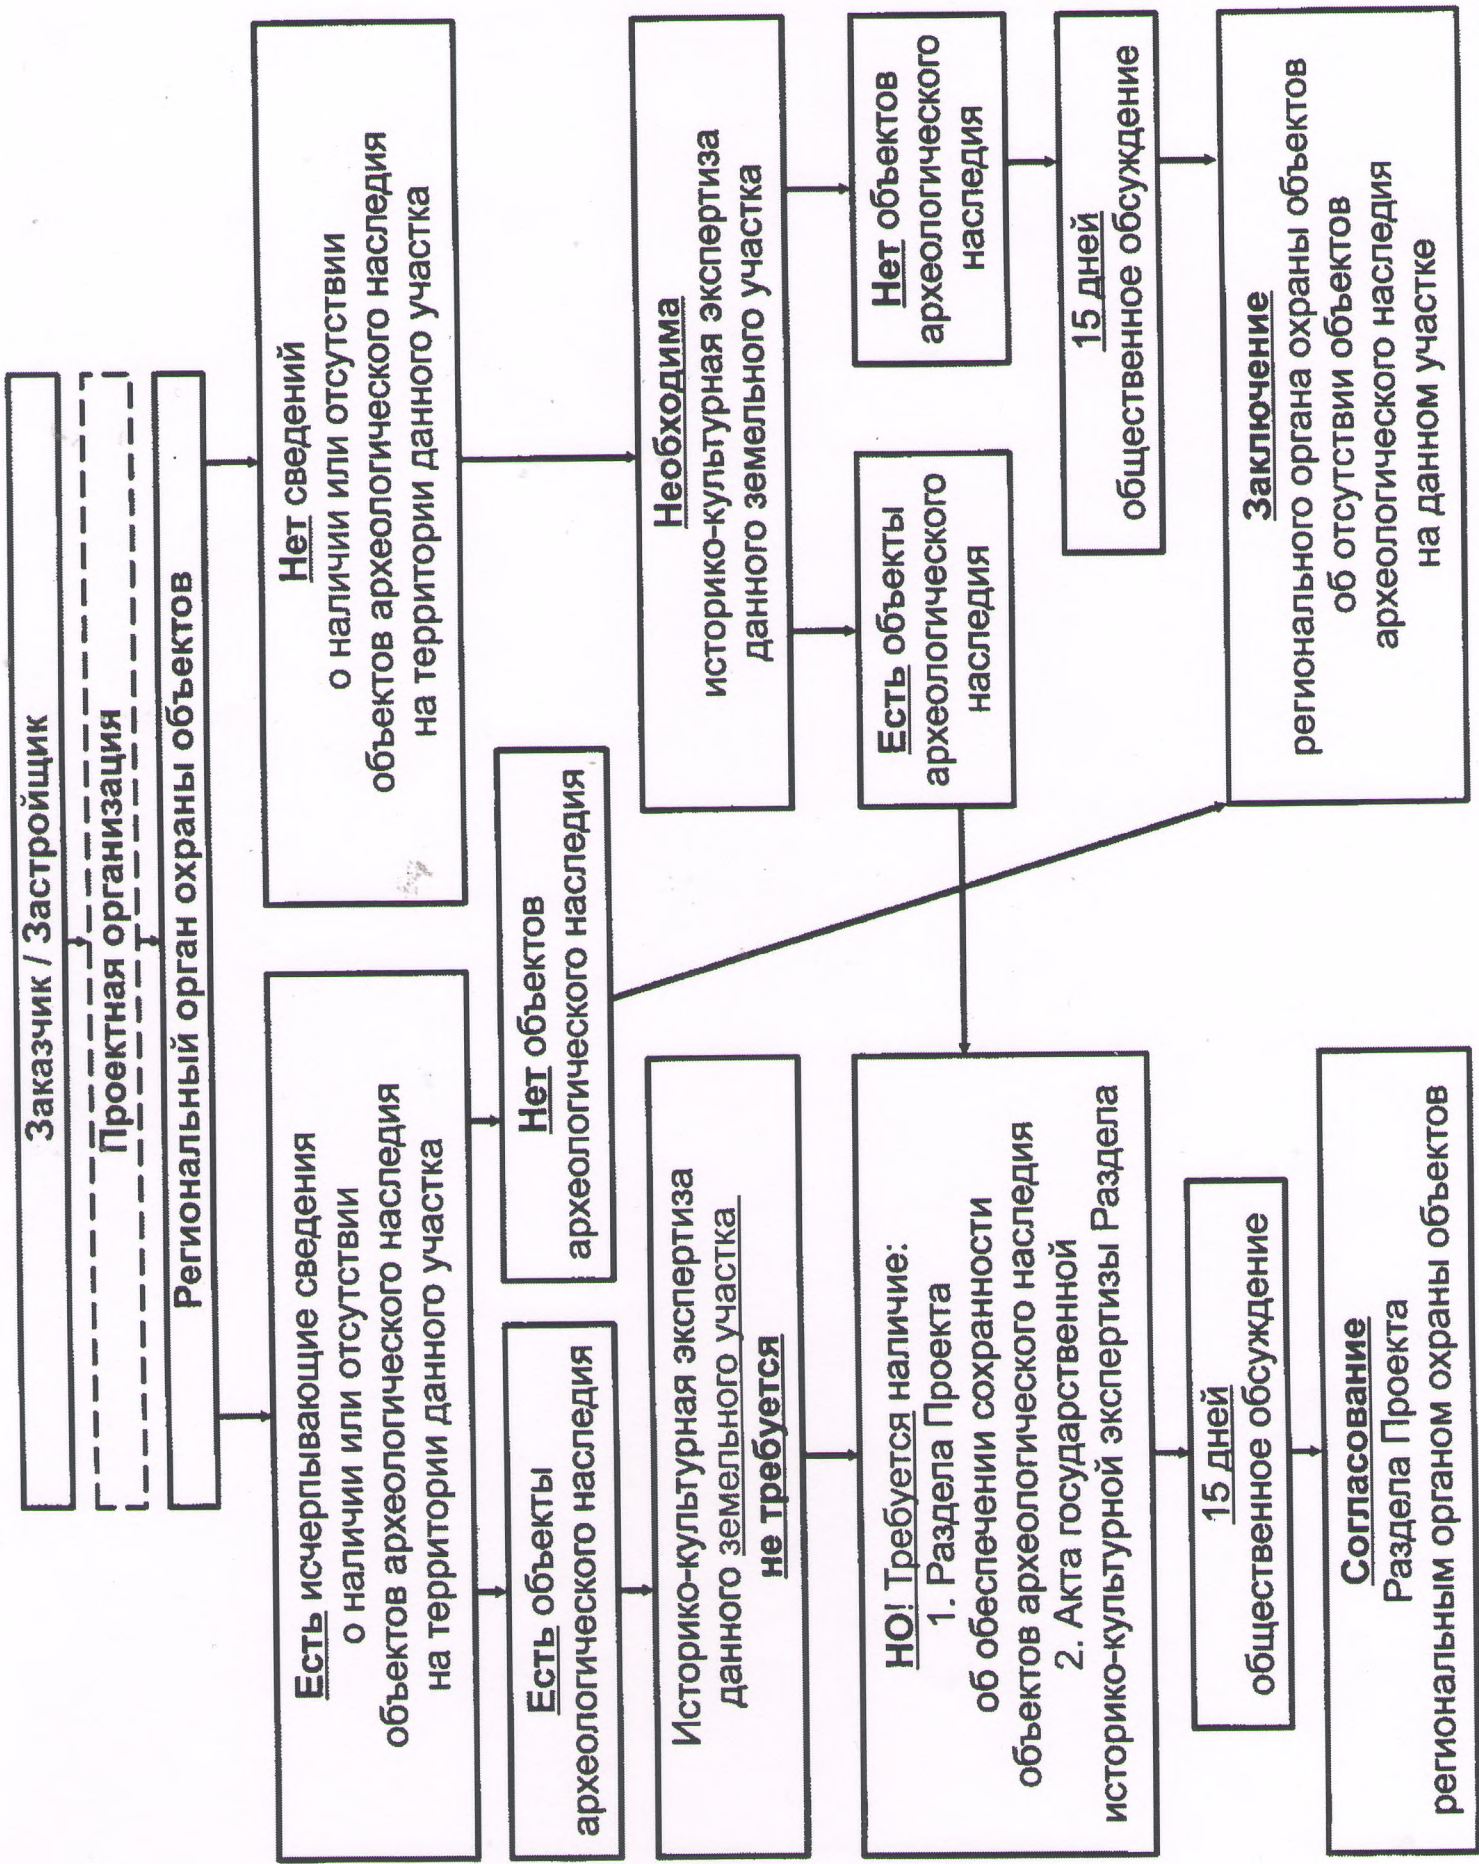 Заказчик / Застройщик
Проектная организация
Региональный орган охраны объектов
Есть исчерпывающие сведения
о наличии или отсутствии
объектов археологического наследия
на территории данного участка
Нет сведений
о наличии или отсутствии
объектов археологического наследия
на территории данного участка
Есть объекты
археологического наследия
Нет объектов
археологического наследия
Историко-культурная экспертиза
данного земельного участка
не требуется
Необходима
историко-культурная экспертиза
данного земельного участка
НО! Требуется наличие:
1. Раздела Проекта
об обеспечении сохранности
объектов археологического наследия
2. Акта государственной
историко-культурной экспертизы Раздела
Есть объекты
археологического
наследия
Нет объектов
археологического
наследия
15 дней
общественное обсуждение
15 дней
общественное обсуждение
Согласование
Раздела Проекта
региональным органом охраны объектов
Заключение
регионального органа охраны объектов
об отсутствии объектов
археологического наследия
на данном участке